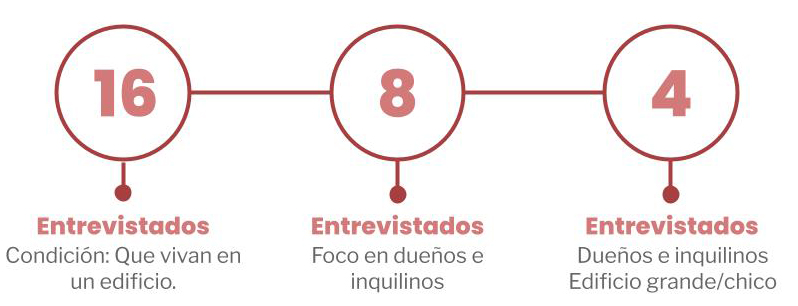 16
Entrevistados
Condición: Que vivan en
un edificio.
8
Entrevistados
Foco en dueños e
inquilinos
4
Entrevistados
Dueños e inquilinos
Edificio grande/chico